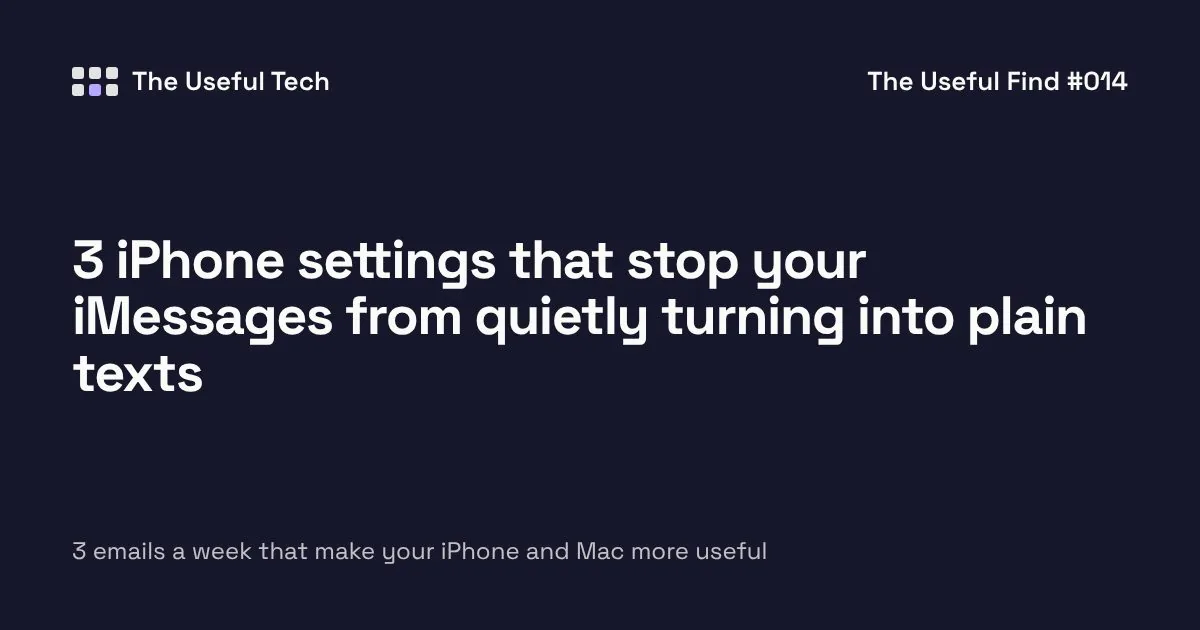 The Useful Tech
The Useful Find #014
3 iPhone settings that stop your
iMessages from quietly turning into plain
texts
3 emails a week that make your iPhone and Mac more useful